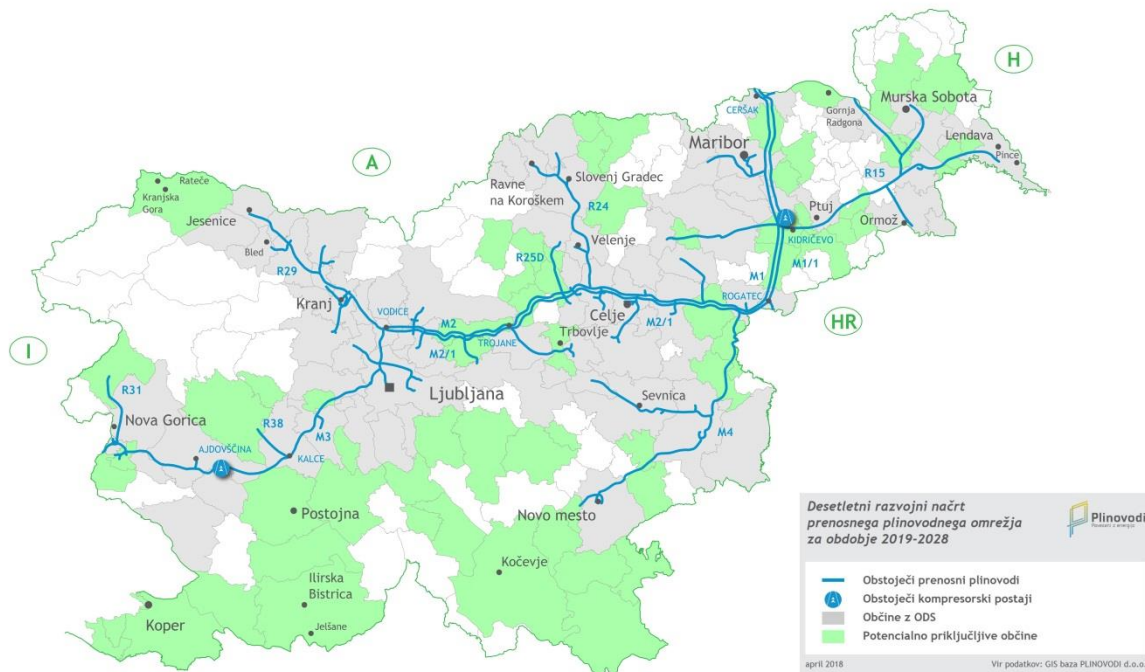 H
A
I
HR
CERŠAK
Gornja
Radgona
Murska Sobota
Lendava
Pince
Maribor
R15
Ptuj
Ormož
KIDRIČEVO
M1
M1/1
ROGATEC
Rateče
Kranjska
Gora
Jesenice
Bled
R29
Kranj
VODICE
Ravne
na Koroškem
Slovenj Gradec
R24
Velenje
R25D
M2
M2/1
TROJANE
Celje
M2/1
Trbovlje
Ljubljana
Sevnica
M4
Novo mesto
R31
Nova Gorica
AJDOVŠČINA
R38
M3
KALCE
Postojna
Kočevje
Ilirska
Bistrica
Jelšane
Koper
Desetletni razvojni načrt
prenosnega plinovodnega omrežja
za obdobje 2019-2028
Plinovodi
Obstoječi prenosni plinovodi
Obstoječi kompresorski postaji
Občine z ODS
Potencialno priključljive občine
april 2018
Vir podatkov: GIS baza PLINOVODI d.o.o.